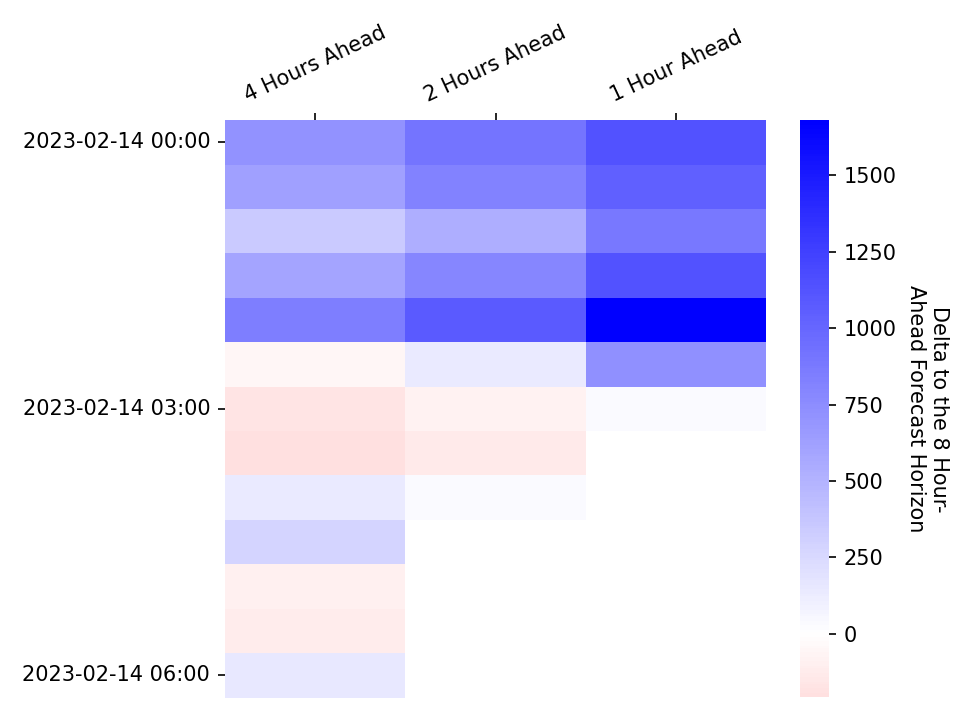 4 Hours Ahead
2 Hours Ahead
1 Hour Ahead
2023-02-14 00:00
2023-02-14 03:00
2023-02-14 06:00
1500
1250
1000
750
500
250
0
Delta to the 8 Hour-
Ahead Forecast Horizon